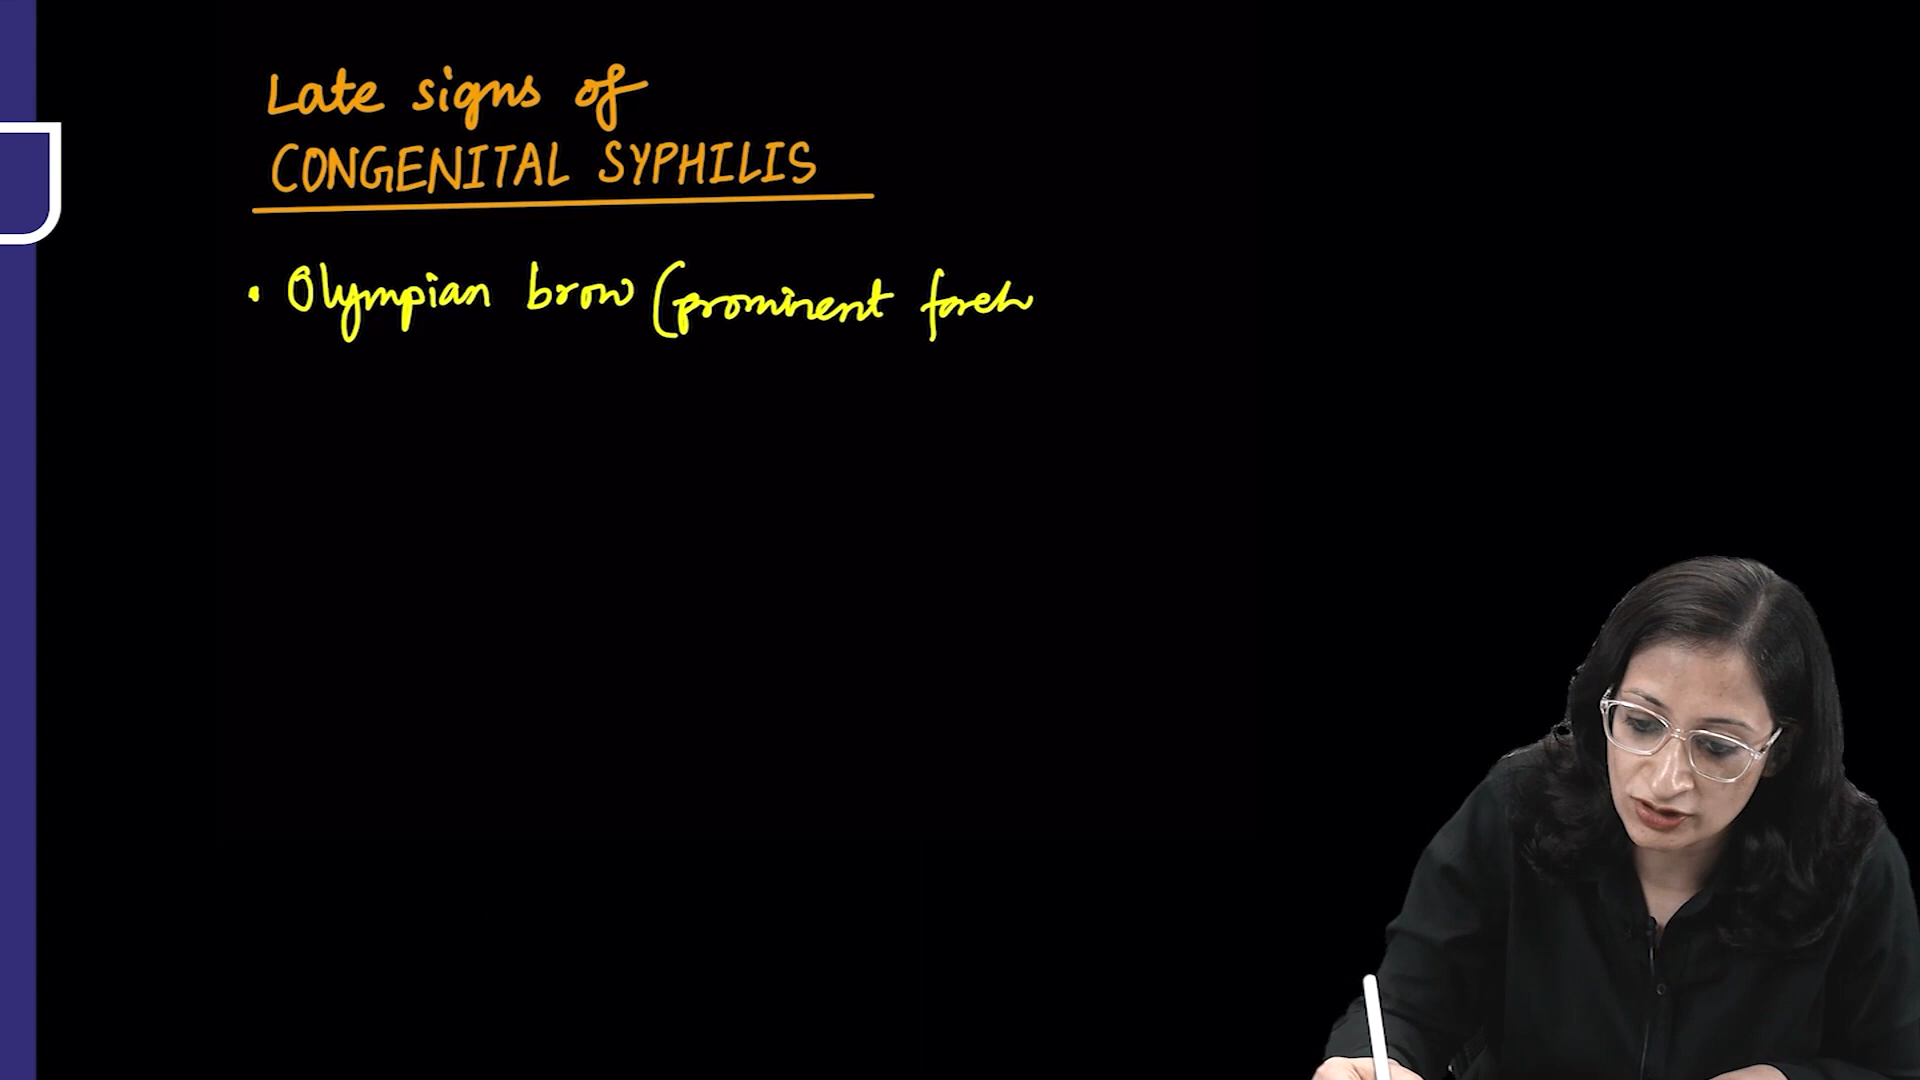 Late signs of
CONGENITAL SYPHILIS
• Olympian brow (prominent foreh